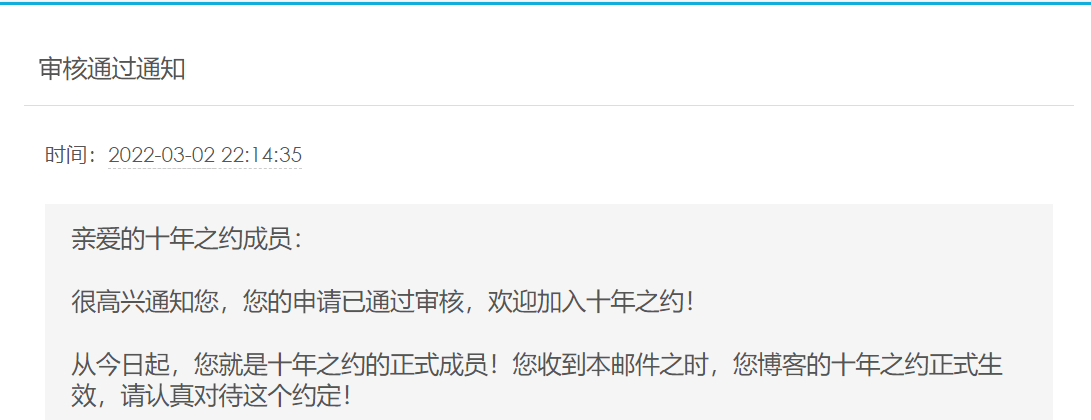 审核通过通知
时间：2022-03-02 22:14:35
亲爱的十年之约成员：
很高兴通知您，您的申请已通过审核，欢迎加入十年之约！
从今日起，您就是十年之约的正式成员！您收到本邮件之时，您博客的十年之约正式生
效，请认真对待这个约定！